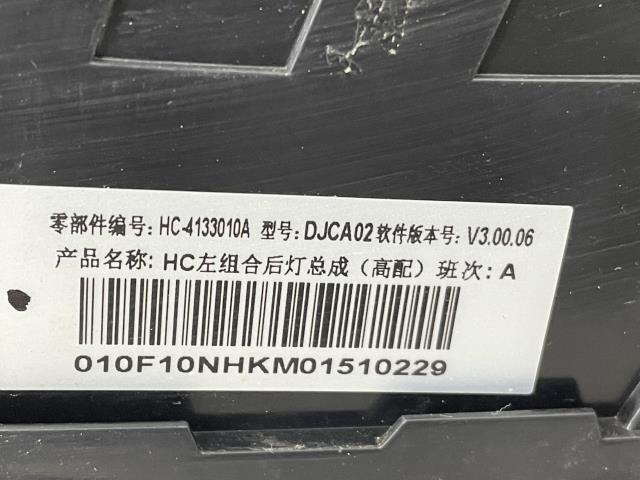 零部件编号: HC-4133010A 型号: DJCA02 软件版本号: V3.00.06
产品名称: HC左组合后灯总成（高配）班次: A
010F10NHKM01510229